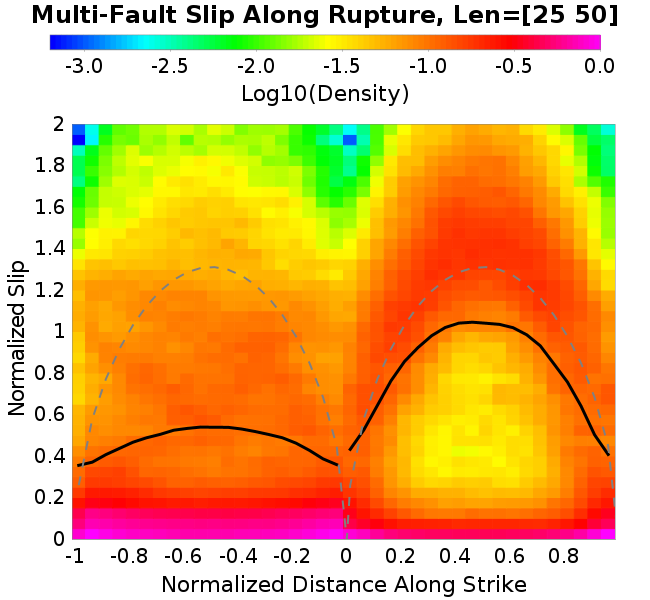 Multi-Fault Slip Along Rupture, Len=[25 50]
-3.0 -2.5 -2.0 -1.5 -1.0 -0.5 0.0
Log10(Density)
2
1.8
1.6
1.4
1.2
1
0.8
0.6
0.4
0.2
0
Normalized Slip
-1 -0.8 -0.6 -0.4 -0.2 0 0.2 0.4 0.6 0.8
Normalized Distance Along Strike